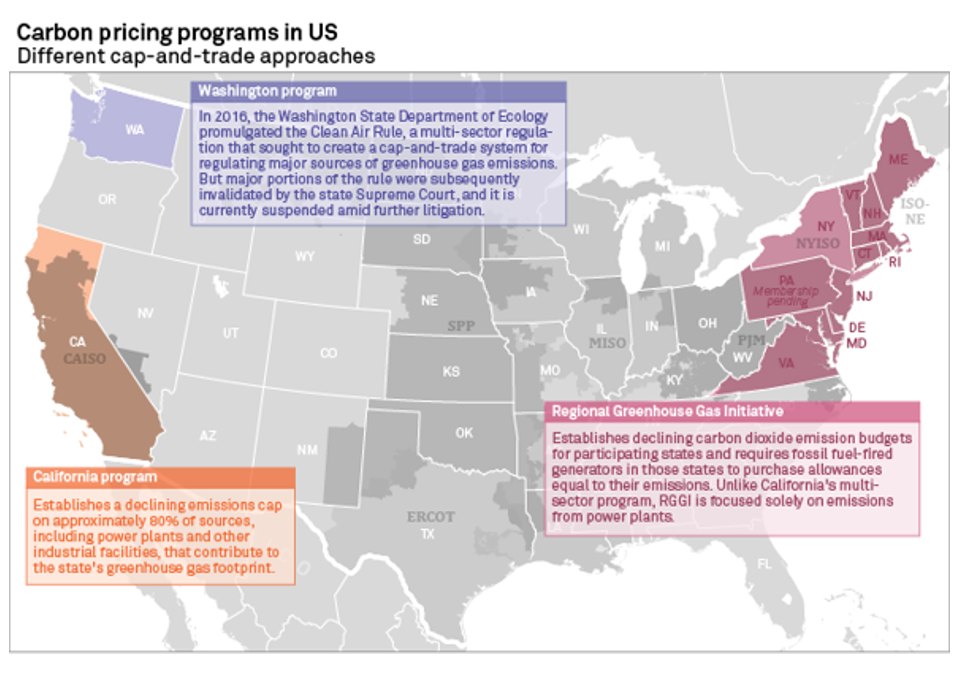 Carbon pricing programs in US
Different cap-and-trade approaches
Washington program
In 2016, the Washington State Department of Ecology
promulgated the Clean Air Rule, a multi-sector regula-
tion that sought to create a cap-and-trade system for
regulating major sources of greenhouse gas emissions.
But major portions of the rule were subsequently
invalidated by the state Supreme Court, and it is
currently suspended amid further litigation.
WA
OR
WY
SD
WI
MI
ME
VT
NH
ISO-
NE
NY
NYISO
MA
CT
RI
PA
Membership
pending
NJ
NV
UT
NE
SPP
IA
IL
MISO
IN
OH
PJM
WV
DE
MD
VA
CA
CAISO
CO
KS
MO
KY
AZ
NM
OK
ERCOT
TX
FL
Regional Greenhouse Gas Initiative
Establishes declining carbon dioxide emission budgets
for participating states and requires fossil fuel-fired
generators in those states to purchase allowances
equal to their emissions. Unlike California's multi-
sector program, RGGI is focused solely on emissions
from power plants.
California program
Establishes a declining emissions cap
on approximately 80% of sources,
including power plants and other
industrial facilities, that contribute to
the state's greenhouse gas footprint.